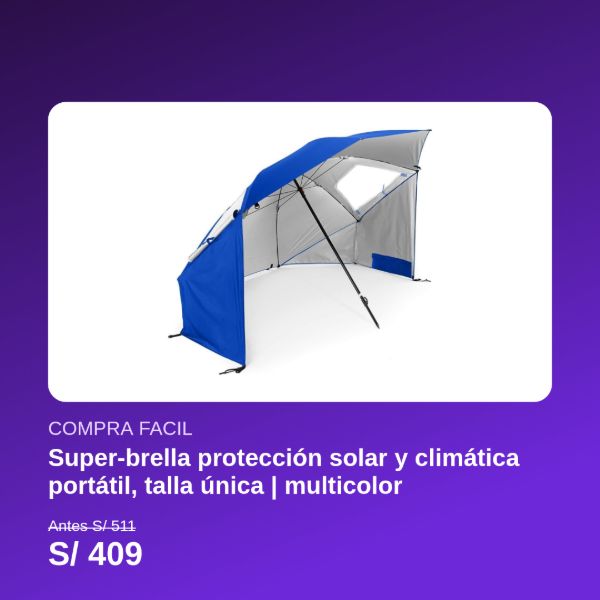 COMPRA FACIL
Super-brella protección solar y climática
portátil, talla única | multicolor
Antes S/ 511
S/ 409